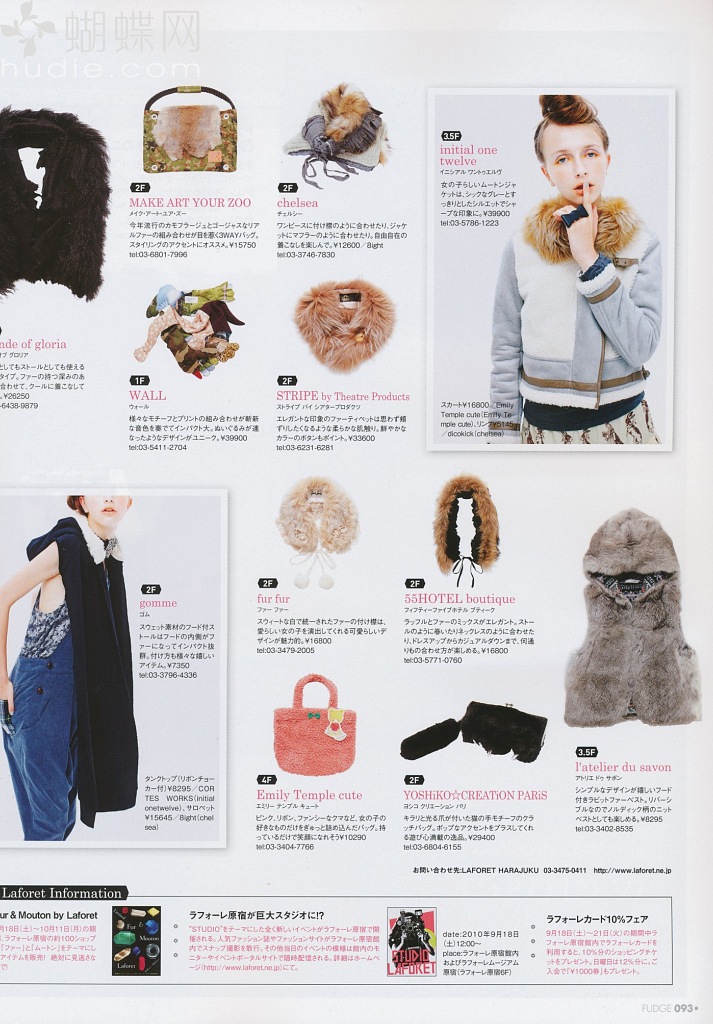 蝴蝶网
hudie.com
2F
MAKE ART YOUR ZOO
メイク・アート・ユア・ズー
今年流行のカモフラージュとゴージャスなリア
ルファーの組み合わせが目を惹く3WAYバッグ。
スタイリングのアクセントにオススメ。¥15750
tel:03-6801-7996
2F
chelsea
チェルシー
ワンピースに付け襟のように合わせたり、ジャケ
ットにマフラーのように合わせたり。自由自在の
着こなしを楽しんで。¥12600／8ight
tel:03-3746-7830
3.5F
initial one
twelve
イニシアル ワントゥエルヴ
女の子らしいムートンジャ
ケットは、シックなグレーとす
っきりとしたシルエットでシャ
ープな印象に。¥39900
tel:03-5786-1223
スカート¥16800／Emily
Temple cute(Emily Te
mple cute)、リング¥5145
／dicokick(chelsea)
nde of gloria
オブ グロリア
としてもストールとしても使える
タイプ。ファーの持つ深みのあ
合わせて、クールに着こなして
。¥26250
-6438-9879
1F
WALL
ウォール
様々なモチーフとプリントの組み合わせが斬新
な音色を奏でてインパクト大。ぬいぐるみが連
なったようなデザインがユニーク。¥39900
tel:03-5411-2704
2F
STRIPE by Theatre Products
ストライプ バイ シアタープロダクツ
エレガントな印象のファーティペットは思わず頬
ずりしたくなるような柔らかな肌触り。鮮やかな
カラーのボタンもポイント。¥33600
tel:03-6231-6281
2F
gomme
ゴム
スウェット素材のフード付ス
トールはフードの内側がフ
ァーになってインパクト抜
群。付け方も様々な嬉しい
アイテム。¥7350
tel:03-3796-4336
タンクトップ(リボンチョー
カー付)¥8295／COR
TES WORKS(initial
onetwelve)、サロペット
¥15645／8ight(chel
sea)
2F
fur fur
ファー ファー
スウィートな白で統一されたファーの付け襟は、
愛らしい女の子を演出してくれる可愛らしいデ
ザインが魅力的。¥16800
tel:03-3479-2005
2F
55HOTEL boutique
フィフティーファイブホテル ブティーク
ラッフルとファーのミックスがエレガント。ストー
ルのように巻いたりネックレスのように合わせた
り、ドレスアップからカジュアルダウンまで、何通
りもの合わせ方が楽しめる。¥16800
tel:03-5771-0760
4F
Emily Temple cute
エミリー テンプル キュート
ピンク、リボン、ファンシーなクマなど、女の子の
好きなものだけをぎゅっと詰め込んだバッグ。持
っているだけで笑顔になれそう¥10290
tel:03-3404-7766
2F
YOSHiKO☆CREATiON PARiS
ヨシコ クリエーション パリ
キラリと光る爪が付いた猫の手モチーフのクラ
ッチバッグ。ポップなアクセントをプラスしてくれ
る遊び心満載の逸品。¥29400
tel:03-6804-6155
3.5F
l'atelier du savon
アトリエ ドゥ サボン
シンプルなデザインが嬉しいフード
付きラビットファーベスト。リバーシ
ブルなのでノルディック柄のニット
ベストとしても楽しめる。¥8295
tel:03-3402-8535
お問い合わせ先:LAFORET HARAJUKU 03-3475-0411 http://www.laforet.ne.jp
Laforet Information
ur & Mouton by Laforet
月18日(土)～10月11日(月)の期
、ラフォーレ原宿の約100ショップ
「ファー」と「ムートン」をテーマにし
アイテムを販売! 絶対に見逃さな
で!
Fur
&
Mouton
by
Laforet
ラフォーレ原宿が巨大スタジオに!?
"STUDIO"をテーマにした全く新しいイベントがラフォーレ原宿で開
催される。人気ファッション誌やファッションサイトがラフォーレ原宿館
内でスナップ撮影を敢行。その他当日のイベントの模様は館内のモ
ニターやイベントポータルサイトで随時配信される。詳細はホームペ
ージ(http://www.laforet.ne.jp)にて。
STUDIO
LAFORET
date:2010年9月18日
(土)12:00～
place:ラフォーレ原宿館内
およびラフォーレミュージアム
原宿(ラフォーレ原宿6F)
ラフォーレカード10%フェア
9月18日(土)～21日(火)の期間中ラ
フォーレ原宿館内でラフォーレカードを
利用すると、10%分のショッピングチケ
ットをプレゼント。日曜日は12%分に。ご
入会で「¥1000券」もプレゼント。
FUDGE 093